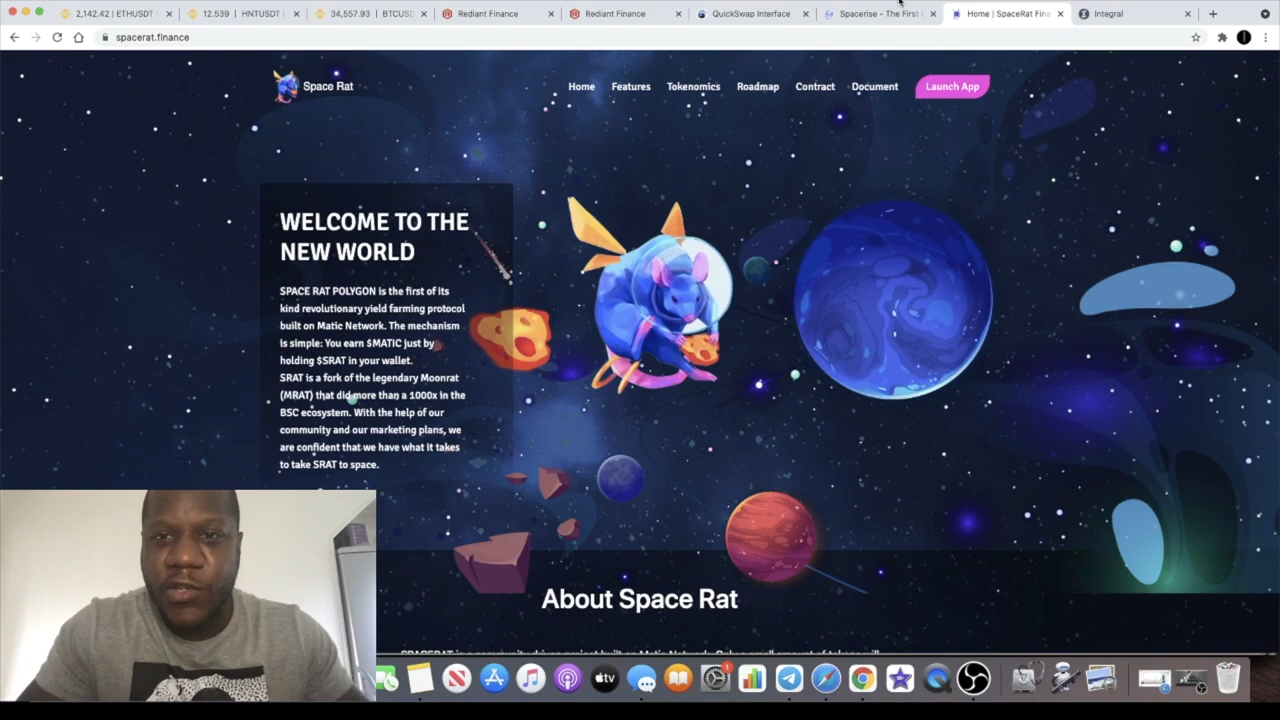 2,142.42 | ETHUSDT
12.539 | HNTUSDT
34,557.93 | BTCUSD
Rediant Finance
Rediant Finance
QuickSwap Interface
Spacerise - The First
Home | SpaceRat Fina
Integral
spacerat.finance
Space Rat
Home
Features
Tokenomics
Roadmap
Contract
Document
Launch App
WELCOME TO THE
NEW WORLD
SPACE RAT POLYGON is the first of its
kind revolutionary yield farming protocol
built on Matic Network. The mechanism
is simple: You earn $MATIC just by
holding $SRAT in your wallet.
SRAT is a fork of the legendary Moonrat
(MRAT) that did more than a 1000x in the
BSC ecosystem. With the help of our
community and our marketing plans, we
are confident that we have what it takes
to take SRAT to space.
About Space Rat
tv
1